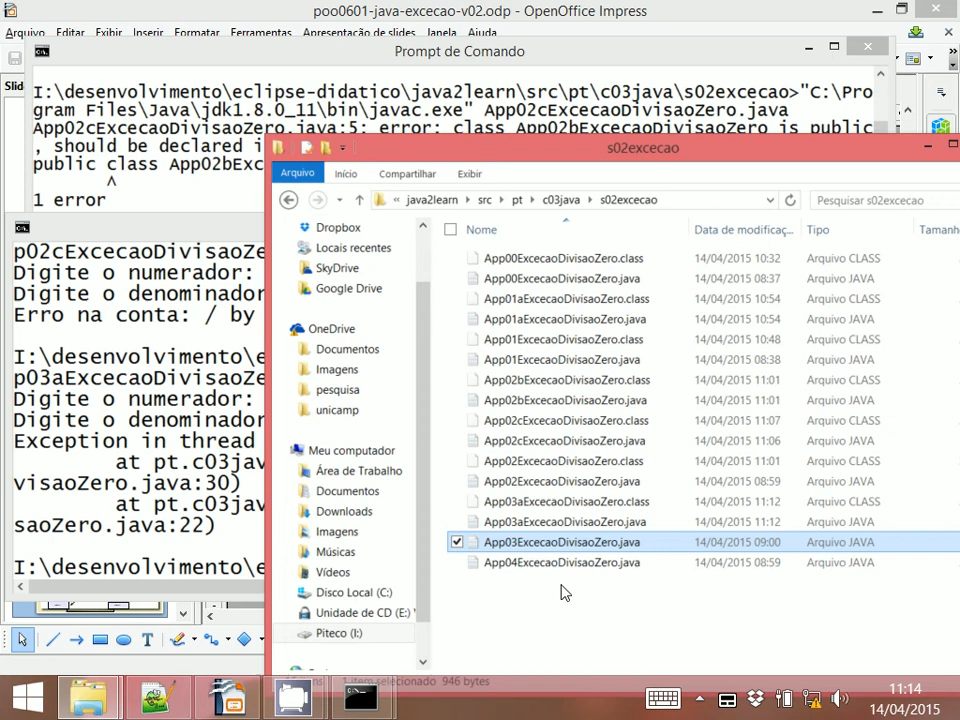 poo0601-java-excecao-v02.odp - OpenOffice Impress
Arquivo Editar Exibir Inserir Formatar Ferramentas Apresentação de slides Janela Ajuda
Slid
Prompt de Comando
I:\desenvolvimento\eclipse-didatico\java2learn\src\pt\c03java\s02excecao>"C:\Pro
gram Files\Java\jdk1.8.0_11\bin\javac.exe" App02cExcecaoDivisaoZero.java
App02cExcecaoDivisaoZero.java:5: error: class App02bExcecaoDivisaoZero is public
, should be declared i
public class App02bExc
^
1 error
p02cExcecaoDivisaoZe
Digite o numerador:
Digite o denominador
Erro na conta: / by
I:\desenvolvimento\e
p03aExcecaoDivisaoZe
Digite o numerador:
Digite o denominador
Exception in thread
at pt.c03jav
visaoZero.java:30)
at pt.c03jav
saoZero.java:22)
I:\desenvolvimento\e
s02excecao
Arquivo Início Compartilhar Exibir
« java2learn src pt c03java s02excecao
Pesquisar s02excecao
Dropbox
Locais recentes
SkyDrive
Google Drive
OneDrive
Documentos
Imagens
pesquisa
unicamp
Meu computador
Área de Trabalho
Documentos
Downloads
Imagens
Músicas
Vídeos
Disco Local (C:)
Unidade de CD (E:)
Piteco (I:)
Nome Data de modificaç... Tipo Tamanh
App00ExcecaoDivisaoZero.class 14/04/2015 10:32 Arquivo CLASS
App00ExcecaoDivisaoZero.java 14/04/2015 08:37 Arquivo JAVA
App01aExcecaoDivisaoZero.class 14/04/2015 10:54 Arquivo CLASS
App01aExcecaoDivisaoZero.java 14/04/2015 10:54 Arquivo JAVA
App01ExcecaoDivisaoZero.class 14/04/2015 10:48 Arquivo CLASS
App01ExcecaoDivisaoZero.java 14/04/2015 08:38 Arquivo JAVA
App02bExcecaoDivisaoZero.class 14/04/2015 11:01 Arquivo CLASS
App02bExcecaoDivisaoZero.java 14/04/2015 11:01 Arquivo JAVA
App02cExcecaoDivisaoZero.class 14/04/2015 11:07 Arquivo CLASS
App02cExcecaoDivisaoZero.java 14/04/2015 11:06 Arquivo JAVA
App02ExcecaoDivisaoZero.class 14/04/2015 11:01 Arquivo CLASS
App02ExcecaoDivisaoZero.java 14/04/2015 08:59 Arquivo JAVA
App03aExcecaoDivisaoZero.class 14/04/2015 11:12 Arquivo CLASS
App03aExcecaoDivisaoZero.java 14/04/2015 11:12 Arquivo JAVA
App03ExcecaoDivisaoZero.java 14/04/2015 09:00 Arquivo JAVA
App04ExcecaoDivisaoZero.java 14/04/2015 08:59 Arquivo JAVA
1 item selecionado 946 bytes
11:14
14/04/2015